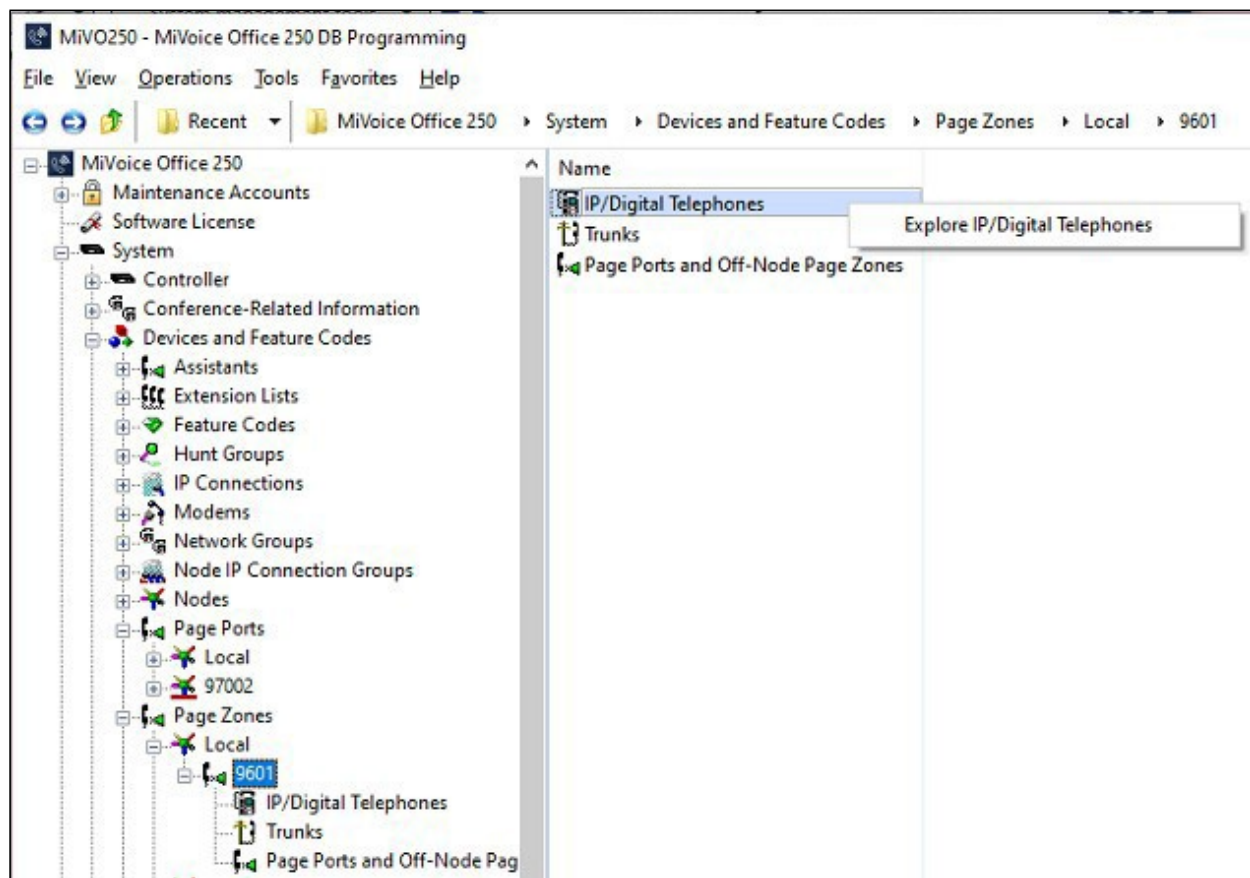 MiVO250 - MiVoice Office 250 DB Programming
File View Operations Tools Favorites Help
Recent MiVoice Office 250 System Devices and Feature Codes Page Zones Local 9601
MiVoice Office 250
Maintenance Accounts
Software License
System
Controller
Conference-Related Information
Devices and Feature Codes
Assistants
Extension Lists
Feature Codes
Hunt Groups
IP Connections
Modems
Network Groups
Node IP Connection Groups
Nodes
Page Ports
Local
97002
Page Zones
Local
9601
IP/Digital Telephones
Trunks
Page Ports and Off-Node Pag
Name
IP/Digital Telephones
Trunks
Page Ports and Off-Node Page Zones
Explore IP/Digital Telephones